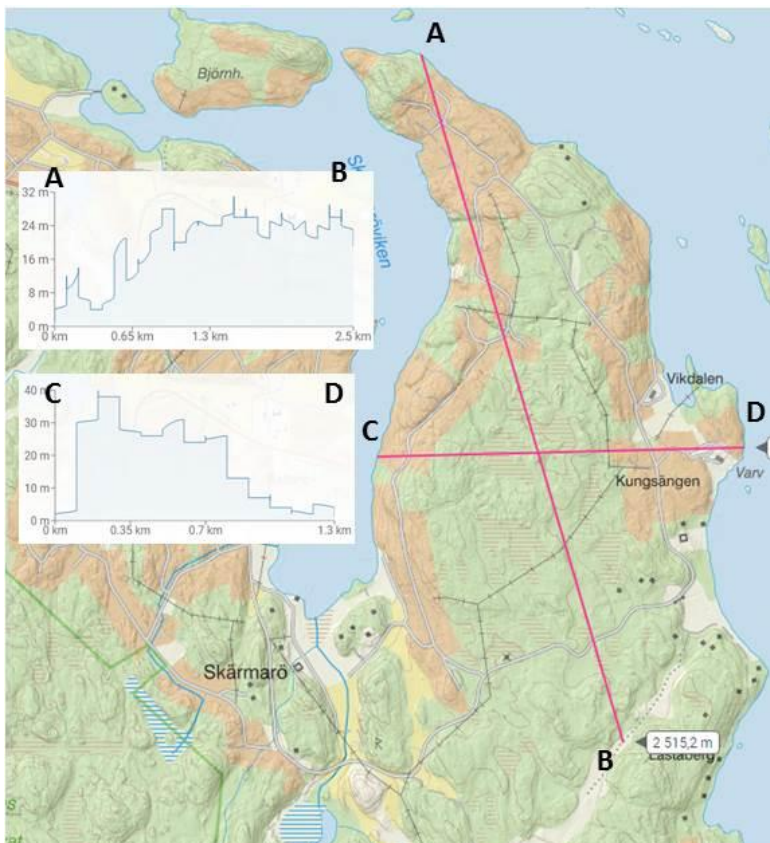 A
Björnh.
A
B
32 m
24 m
16 m
8 m
0 m
0 km
0.65 km
1.3 km
2.5 km
C
D
40 m
30 m
20 m
10 m
0 m
0 km
0.35 km
0.7 km
1.3 km
Vikdalen
C
D
Varv
Kungsängen
Skärmarö
2 515,2 m
B
Lastaberg